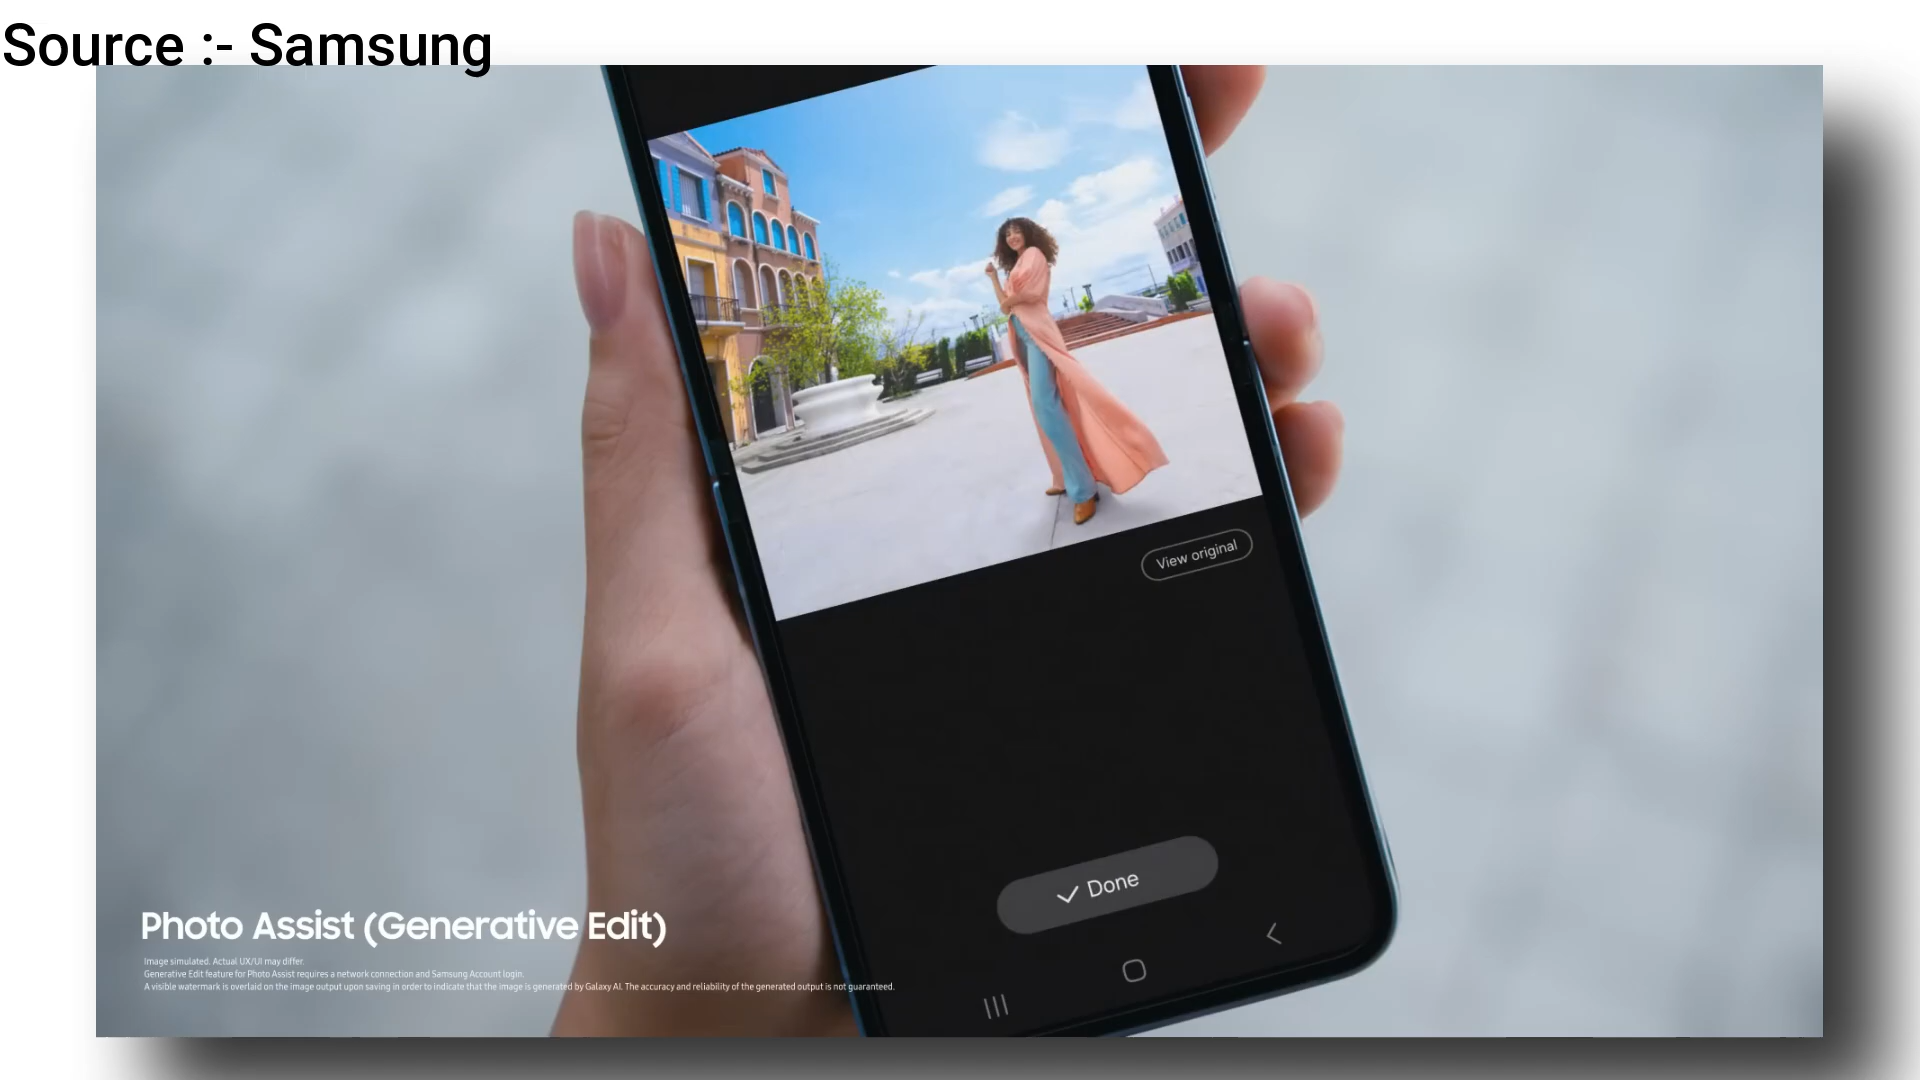 Source :- Samsung
View original
Done
Photo Assist (Generative Edit)
Image simulated. Actual UX/UI may differ.
Generative Edit feature for Photo Assist requires a network connection and Samsung Account login.
A visible watermark is overlaid on the image output upon saving in order to indicate that the image is generated by Galaxy AI. The accuracy and reliability of the generated output is not guaranteed.